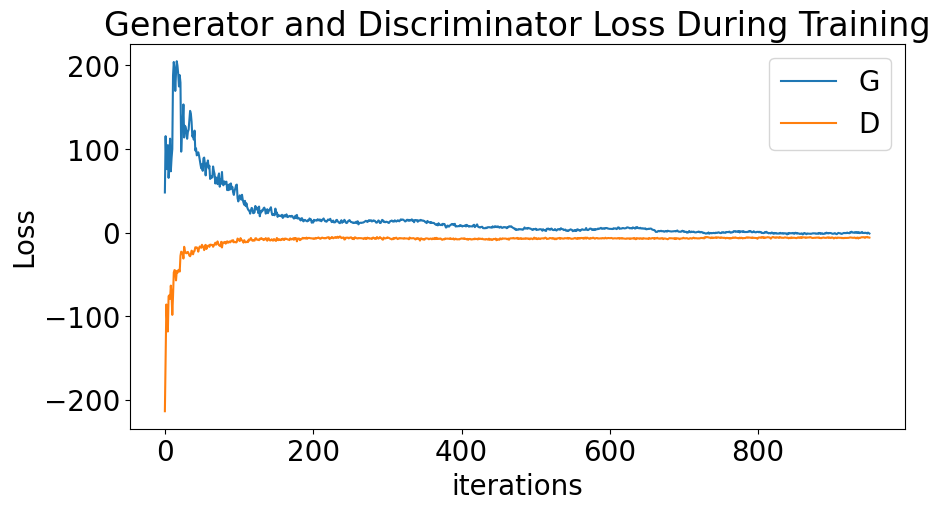 Generator and Discriminator Loss During Training
G
D
200
100
0
−100
−200
Loss
0
200
400
600
800
iterations